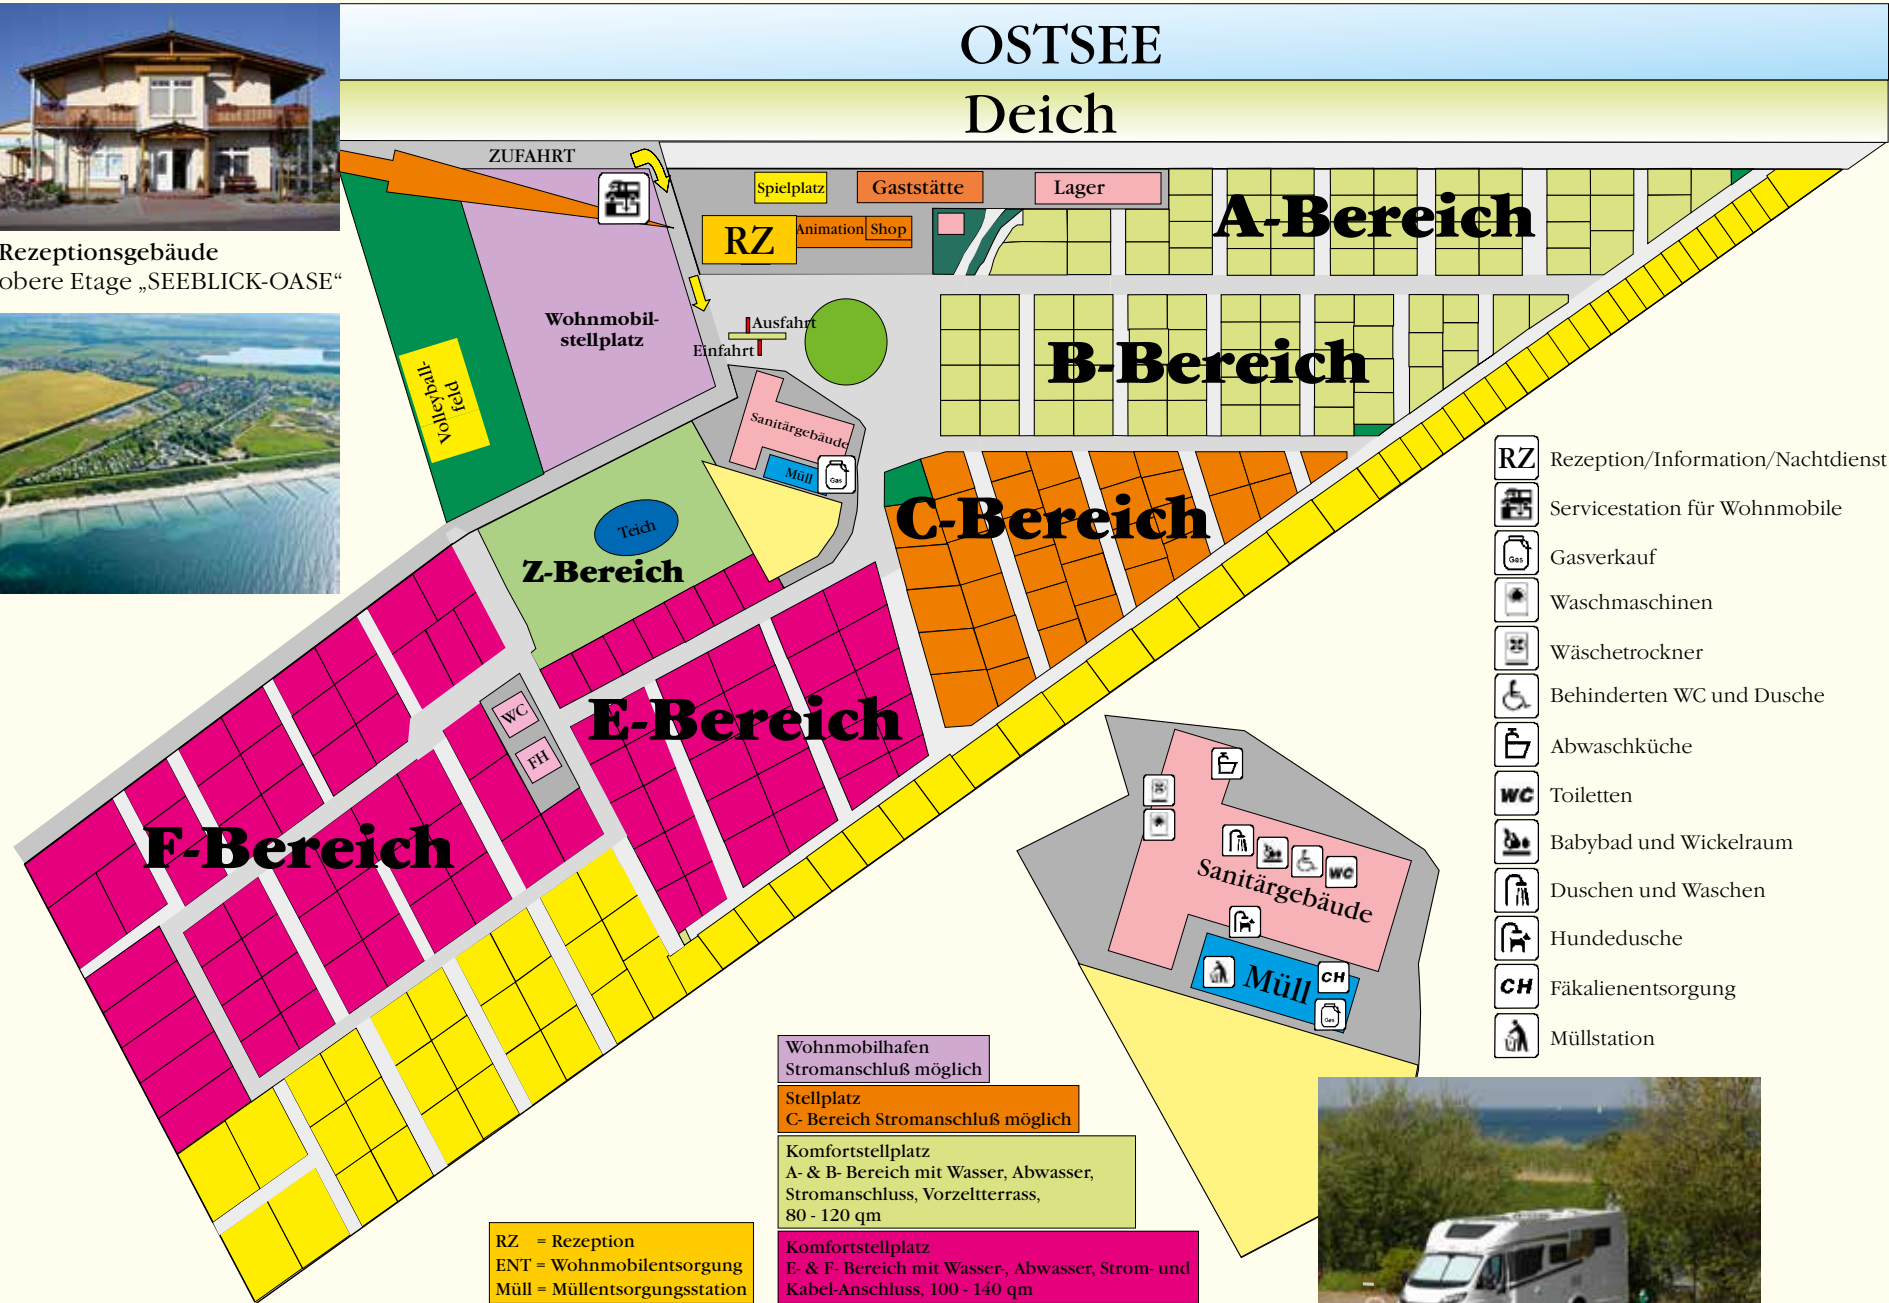 OSTSEE
Deich
ZUFAHRT
Spielplatz
Gaststätte
Lager
RZ
Animation
Shop
A-Bereich
Rezeptionsgebäude
obere Etage „SEEBLICK-OASE“
Wohnmobil-
stellplatz
Ausfahrt
Einfahrt
B-Bereich
Volleyball-
feld
Sanitärgebäude
Müll
Gas
C-Bereich
Teich
Z-Bereich
WC
FH
E-Bereich
F-Bereich
RZ Rezeption/Information/Nachtdienst
Servicestation für Wohnmobile
Gas Gasverkauf
Waschmaschinen
Wäschetrockner
Behinderten WC und Dusche
Abwaschküche
WC Toiletten
Babybad und Wickelraum
Duschen und Waschen
Hundedusche
CH Fäkalienentsorgung
Müllstation
WC
Sanitärgebäude
Müll
CH
Gas
Wohnmobilhafen
Stromanschluß möglich
Stellplatz
C- Bereich Stromanschluß möglich
Komfortstellplatz
A- & B- Bereich mit Wasser, Abwasser,
Stromanschluss, Vorzeltterrass,
80 - 120 qm
Komfortstellplatz
E- & F- Bereich mit Wasser-, Abwasser, Strom- und
Kabel-Anschluss, 100 - 140 qm
RZ = Rezeption
ENT = Wohnmobilentsorgung
Müll = Müllentsorgungsstation